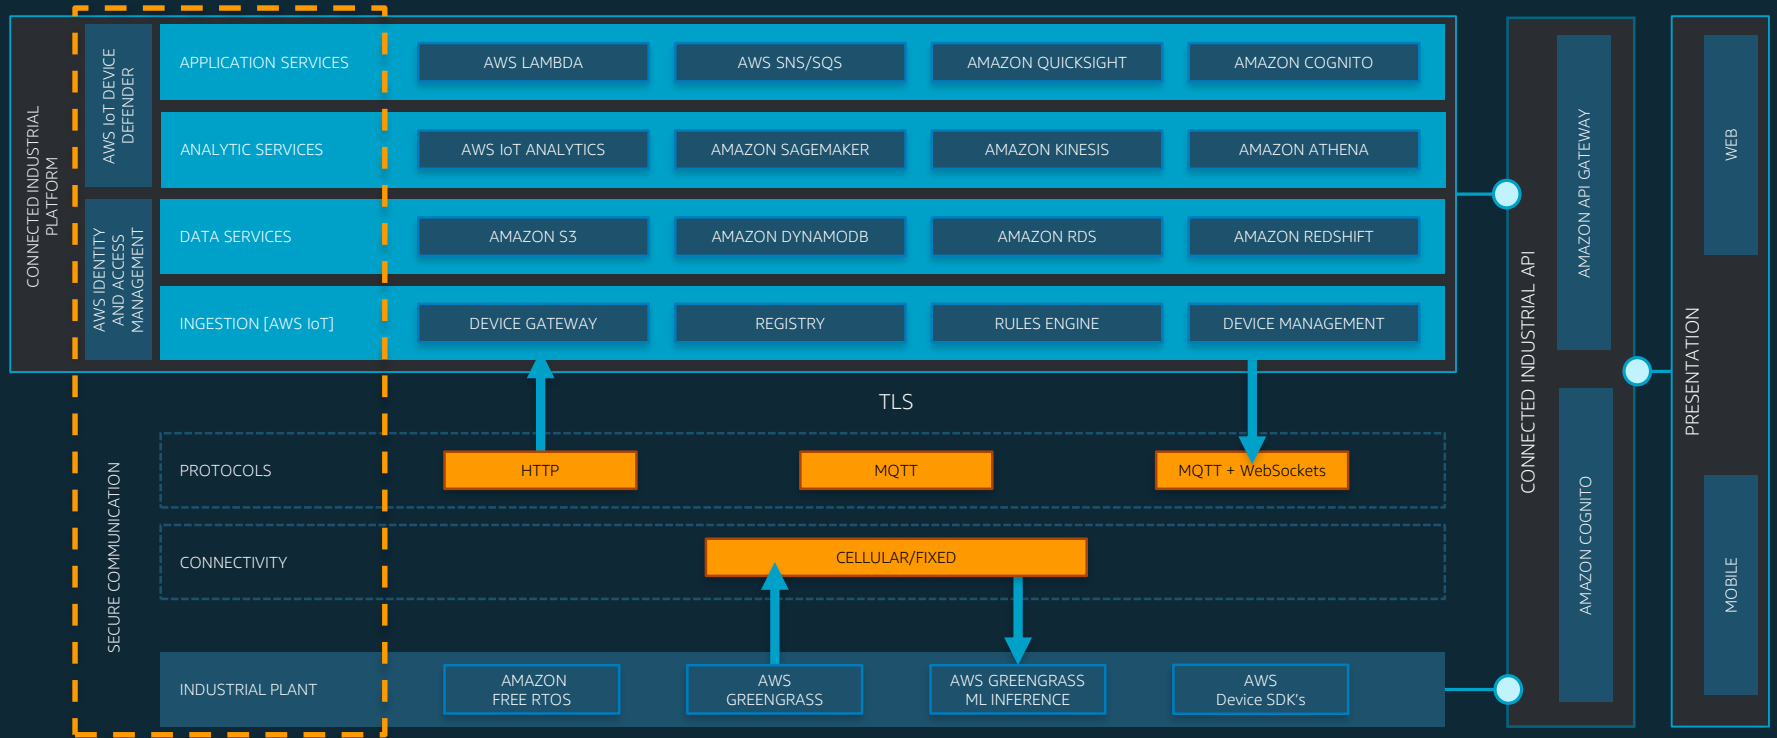 CONNECTED INDUSTRIAL
PLATFORM
AWS IoT DEVICE
DEFENDER
AWS IDENTITY
AND ACCESS
MANAGEMENT
APPLICATION SERVICES
AWS LAMBDA
AWS SNS/SQS
AMAZON QUICKSIGHT
AMAZON COGNITO
ANALYTIC SERVICES
AWS IoT ANALYTICS
AMAZON SAGEMAKER
AMAZON KINESIS
AMAZON ATHENA
DATA SERVICES
AMAZON S3
AMAZON DYNAMODB
AMAZON RDS
AMAZON REDSHIFT
INGESTION [AWS IoT]
DEVICE GATEWAY
REGISTRY
RULES ENGINE
DEVICE MANAGEMENT
TLS
SECURE COMMUNICATION
PROTOCOLS
HTTP
MQTT
MQTT + WebSockets
CONNECTIVITY
CELLULAR/FIXED
INDUSTRIAL PLANT
AMAZON
FREE RTOS
AWS
GREENGRASS
AWS GREENGRASS
ML INFERENCE
AWS
Device SDK's
CONNECTED INDUSTRIAL API
AMAZON API GATEWAY
AMAZON COGNITO
PRESENTATION
WEB
MOBILE